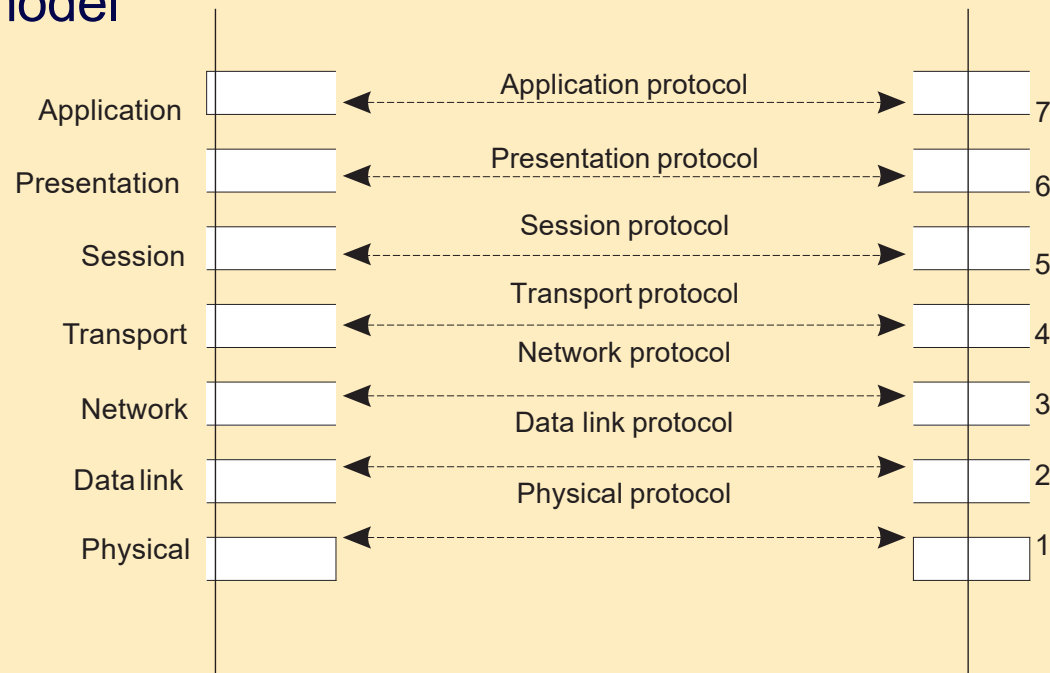 Application protocol
Application 7
Presentation protocol
Presentation 6
Session protocol
Session 5
Transport protocol
Transport 4
Network protocol
Network 3
Data link protocol
Data link 2
Physical protocol
Physical 1